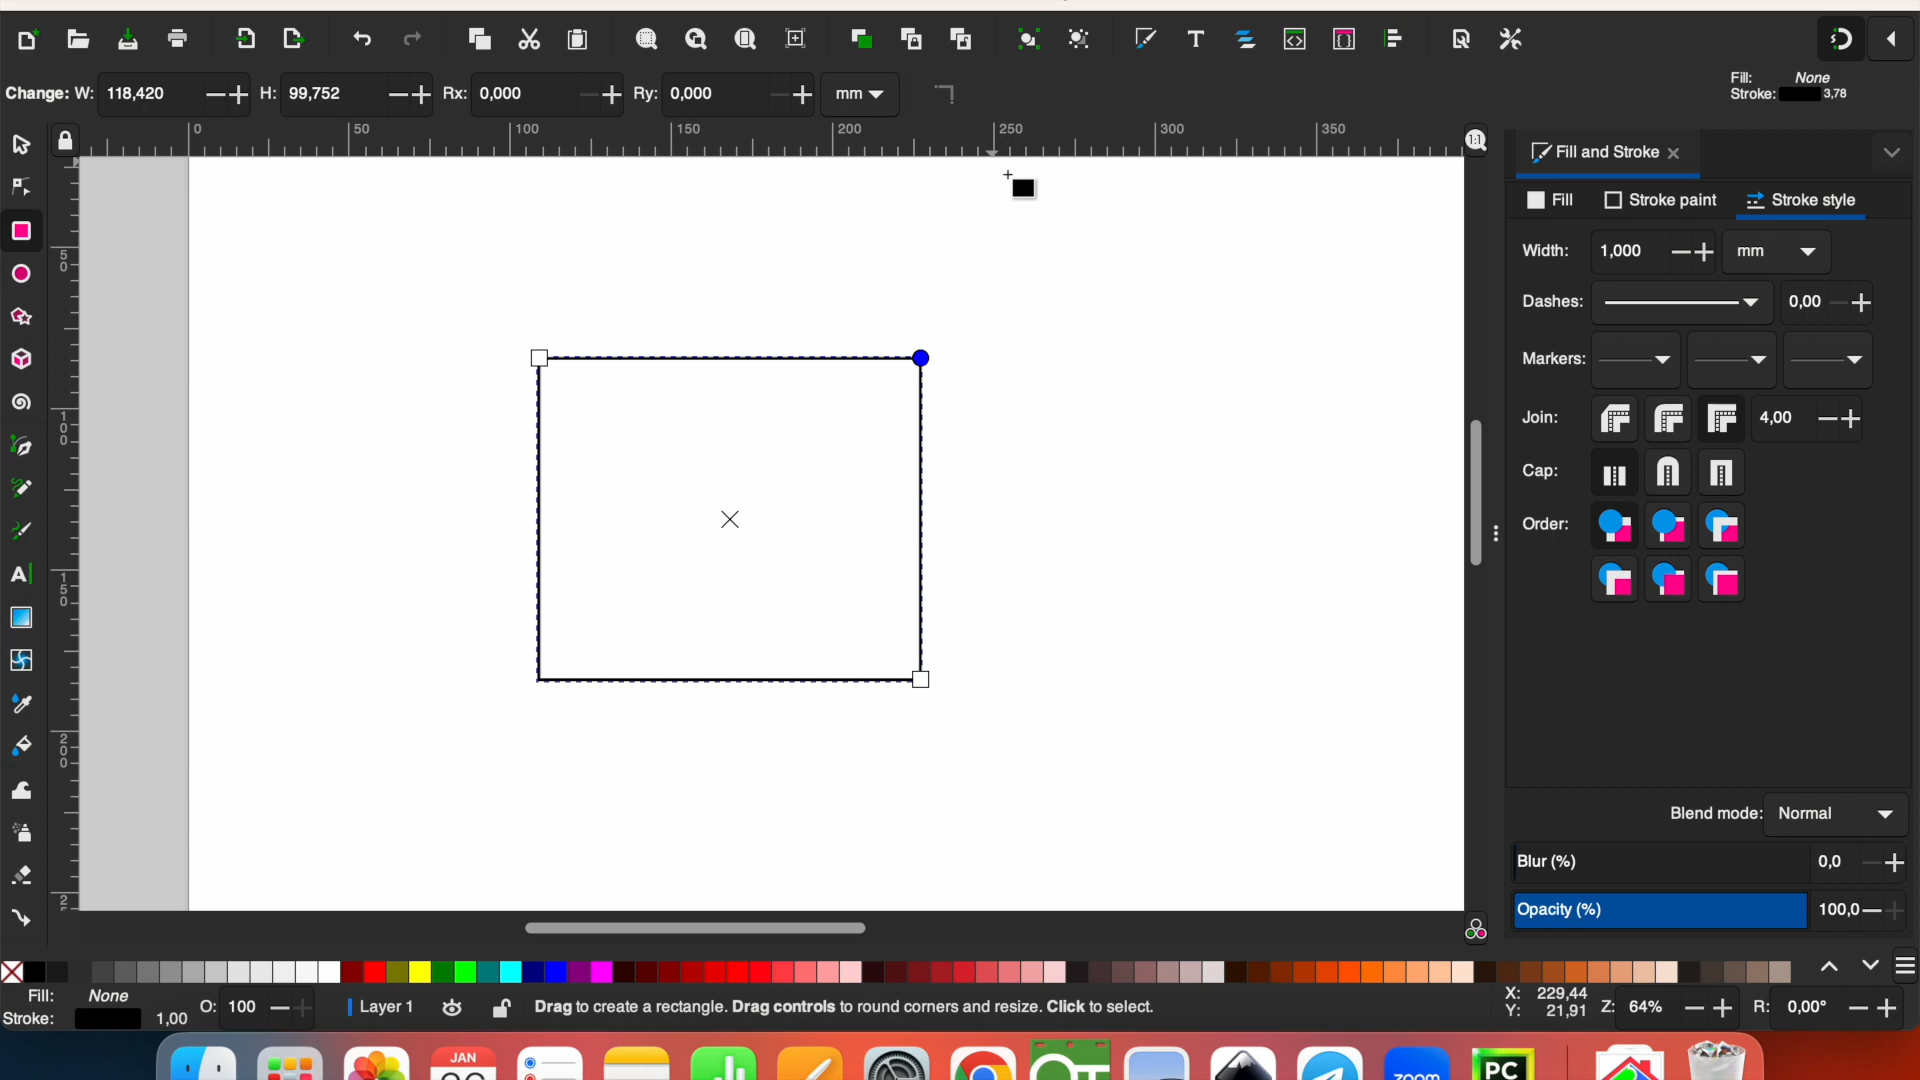 Change: W: 118,420 H: 99,752 Rx: 0,000 Ry: 0,000 mm
Fill: None
Stroke: 3,78
0 50 100 150 200 250 300 350
50
100
150
200
Fill and Stroke
Fill Stroke paint Stroke style
Width: 1,000 mm
Dashes: 0,00
Markers:
Join: 4,00
Cap:
Order:
Blend mode: Normal
Blur (%) 0,0
Opacity (%) 100,0
Fill: None
Stroke: 1,00
O: 100
Layer 1
Drag to create a rectangle. Drag controls to round corners and resize. Click to select.
X: 229,44
Y: 21,91
Z: 64%
R: 0,00°
JAN
zoom
PC